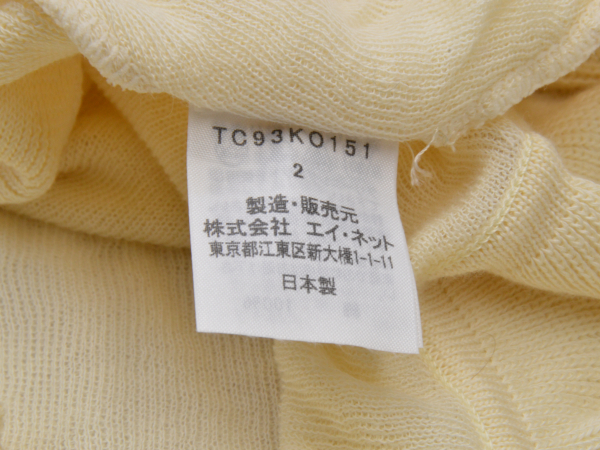 TC93KO151
2
製造・販売元
株式会社 エイ・ネット
東京都江東区新大橋1-1-11
日本製